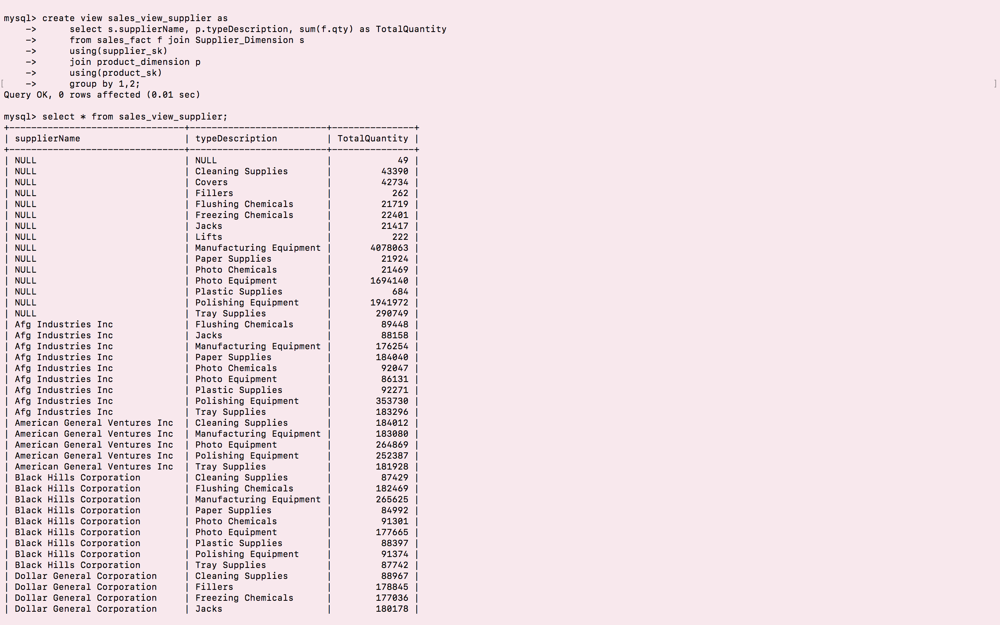 mysql> create view sales_view_supplier as
    ->      select s.supplierName, p.typeDescription, sum(f.qty) as TotalQuantity
    ->      from sales_fact f join Supplier_Dimension s
    ->      using(supplier_sk)
    ->      join product_dimension p
    ->      using(product_sk)
[    ->      group by 1,2; ]
Query OK, 0 rows affected (0.01 sec)
mysql> select * from sales_view_supplier;
+--------------------------------+-------------------------+---------------+
| supplierName                   | typeDescription         | TotalQuantity |
+--------------------------------+-------------------------+---------------+
| NULL                           | NULL                    |            49 |
| NULL                           | Cleaning Supplies       |         43390 |
| NULL                           | Covers                  |         42734 |
| NULL                           | Fillers                 |           262 |
| NULL                           | Flushing Chemicals      |         21719 |
| NULL                           | Freezing Chemicals      |         22401 |
| NULL                           | Jacks                   |         21417 |
| NULL                           | Lifts                   |           222 |
| NULL                           | Manufacturing Equipment |       4078063 |
| NULL                           | Paper Supplies          |         21924 |
| NULL                           | Photo Chemicals         |         21469 |
| NULL                           | Photo Equipment         |       1694140 |
| NULL                           | Plastic Supplies        |           684 |
| NULL                           | Polishing Equipment     |       1941972 |
| NULL                           | Tray Supplies           |        290749 |
| Afg Industries Inc             | Flushing Chemicals      |         89448 |
| Afg Industries Inc             | Jacks                   |         88158 |
| Afg Industries Inc             | Manufacturing Equipment |        176254 |
| Afg Industries Inc             | Paper Supplies          |        184040 |
| Afg Industries Inc             | Photo Chemicals         |         92047 |
| Afg Industries Inc             | Photo Equipment         |         86131 |
| Afg Industries Inc             | Plastic Supplies        |         92271 |
| Afg Industries Inc             | Polishing Equipment     |        353730 |
| Afg Industries Inc             | Tray Supplies           |        183296 |
| American General Ventures Inc  | Cleaning Supplies       |        184012 |
| American General Ventures Inc  | Manufacturing Equipment |        183080 |
| American General Ventures Inc  | Photo Equipment         |        264869 |
| American General Ventures Inc  | Polishing Equipment     |        252387 |
| American General Ventures Inc  | Tray Supplies           |        181928 |
| Black Hills Corporation        | Cleaning Supplies       |         87429 |
| Black Hills Corporation        | Flushing Chemicals      |        182469 |
| Black Hills Corporation        | Manufacturing Equipment |        265625 |
| Black Hills Corporation        | Paper Supplies          |         84992 |
| Black Hills Corporation        | Photo Chemicals         |         91301 |
| Black Hills Corporation        | Photo Equipment         |        177665 |
| Black Hills Corporation        | Plastic Supplies        |         88397 |
| Black Hills Corporation        | Polishing Equipment     |         91374 |
| Black Hills Corporation        | Tray Supplies           |         87742 |
| Dollar General Corporation     | Cleaning Supplies       |         88967 |
| Dollar General Corporation     | Fillers                 |        178845 |
| Dollar General Corporation     | Freezing Chemicals      |        177036 |
| Dollar General Corporation     | Jacks                   |        180178 |